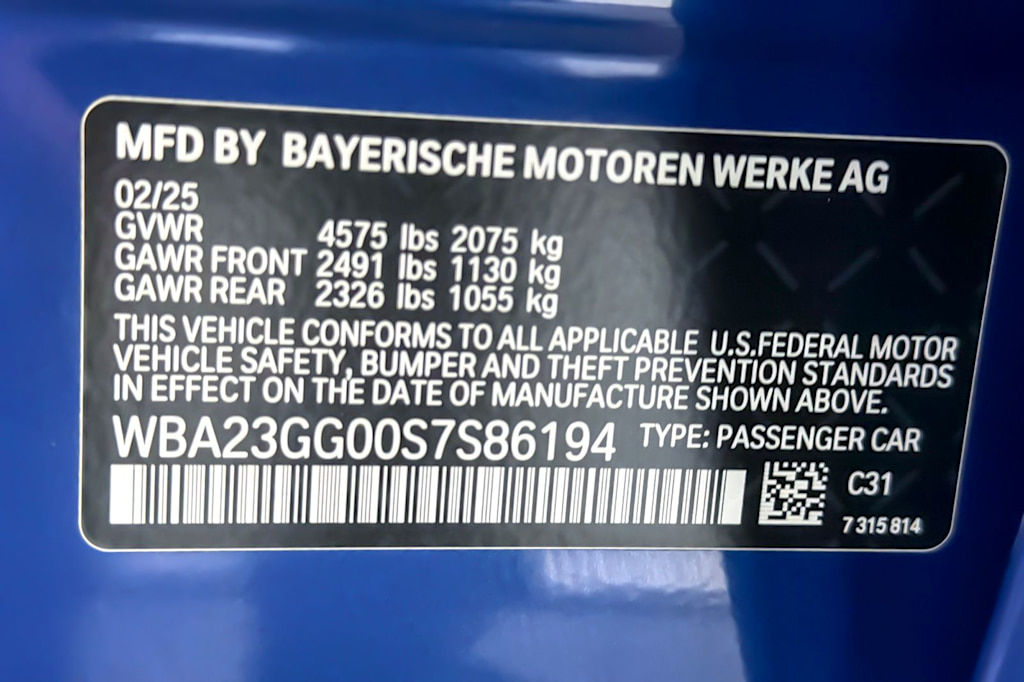 MFD BY BAYERISCHE MOTOREN WERKE AG
02/25
GVWR 4575 lbs 2075 kg
GAWR FRONT 2491 lbs 1130 kg
GAWR REAR 2326 lbs 1055 kg
THIS VEHICLE CONFORMS TO ALL APPLICABLE U.S.FEDERAL MOTOR
VEHICLE SAFETY, BUMPER AND THEFT PREVENTION STANDARDS
IN EFFECT ON THE DATE OF MANUFACTURE SHOWN ABOVE.
WBA23GG00S7S86194 TYPE: PASSENGER CAR
C31
7 315 814